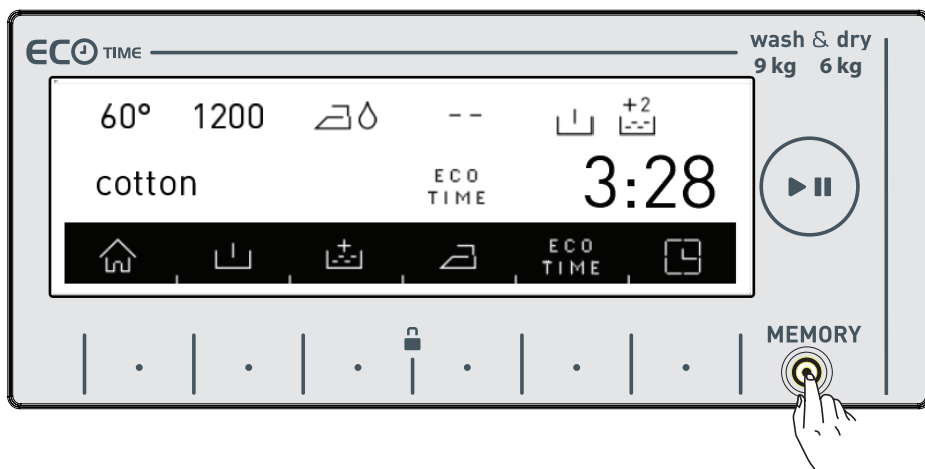 ECO TIME
wash & dry
9 kg 6 kg
60° 1200 -- +2
cotton ECO TIME 3:28
+ ECO TIME
MEMORY